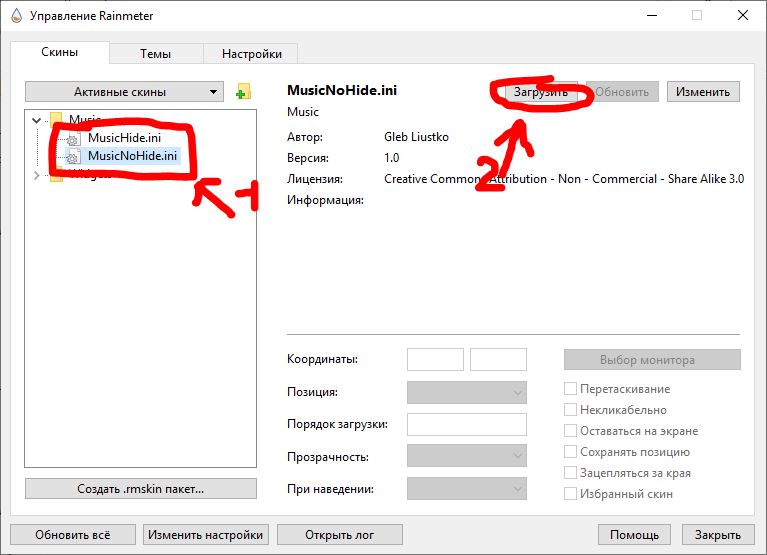 Управление Rainmeter
Скины
Темы
Настройки
Активные скины
Music
MusicHide.ini
MusicNoHide.ini
Widgets
1
Создать .rmskin пакет...
MusicNoHide.ini
Загрузить
Обновить
Изменить
Music
2
Автор: Gleb Liustko
Версия: 1.0
Лицензия: Creative Commons Attribution - Non - Commercial - Share Alike 3.0
Информация:
Координаты:
Выбор монитора
Позиция:
Перетаскивание
Некликабельно
Порядок загрузки:
Оставаться на экране
Прозрачность:
Сохранять позицию
Зацепляться за края
При наведении:
Избранный скин
Обновить всё
Изменить настройки
Открыть лог
Помощь
Закрыть